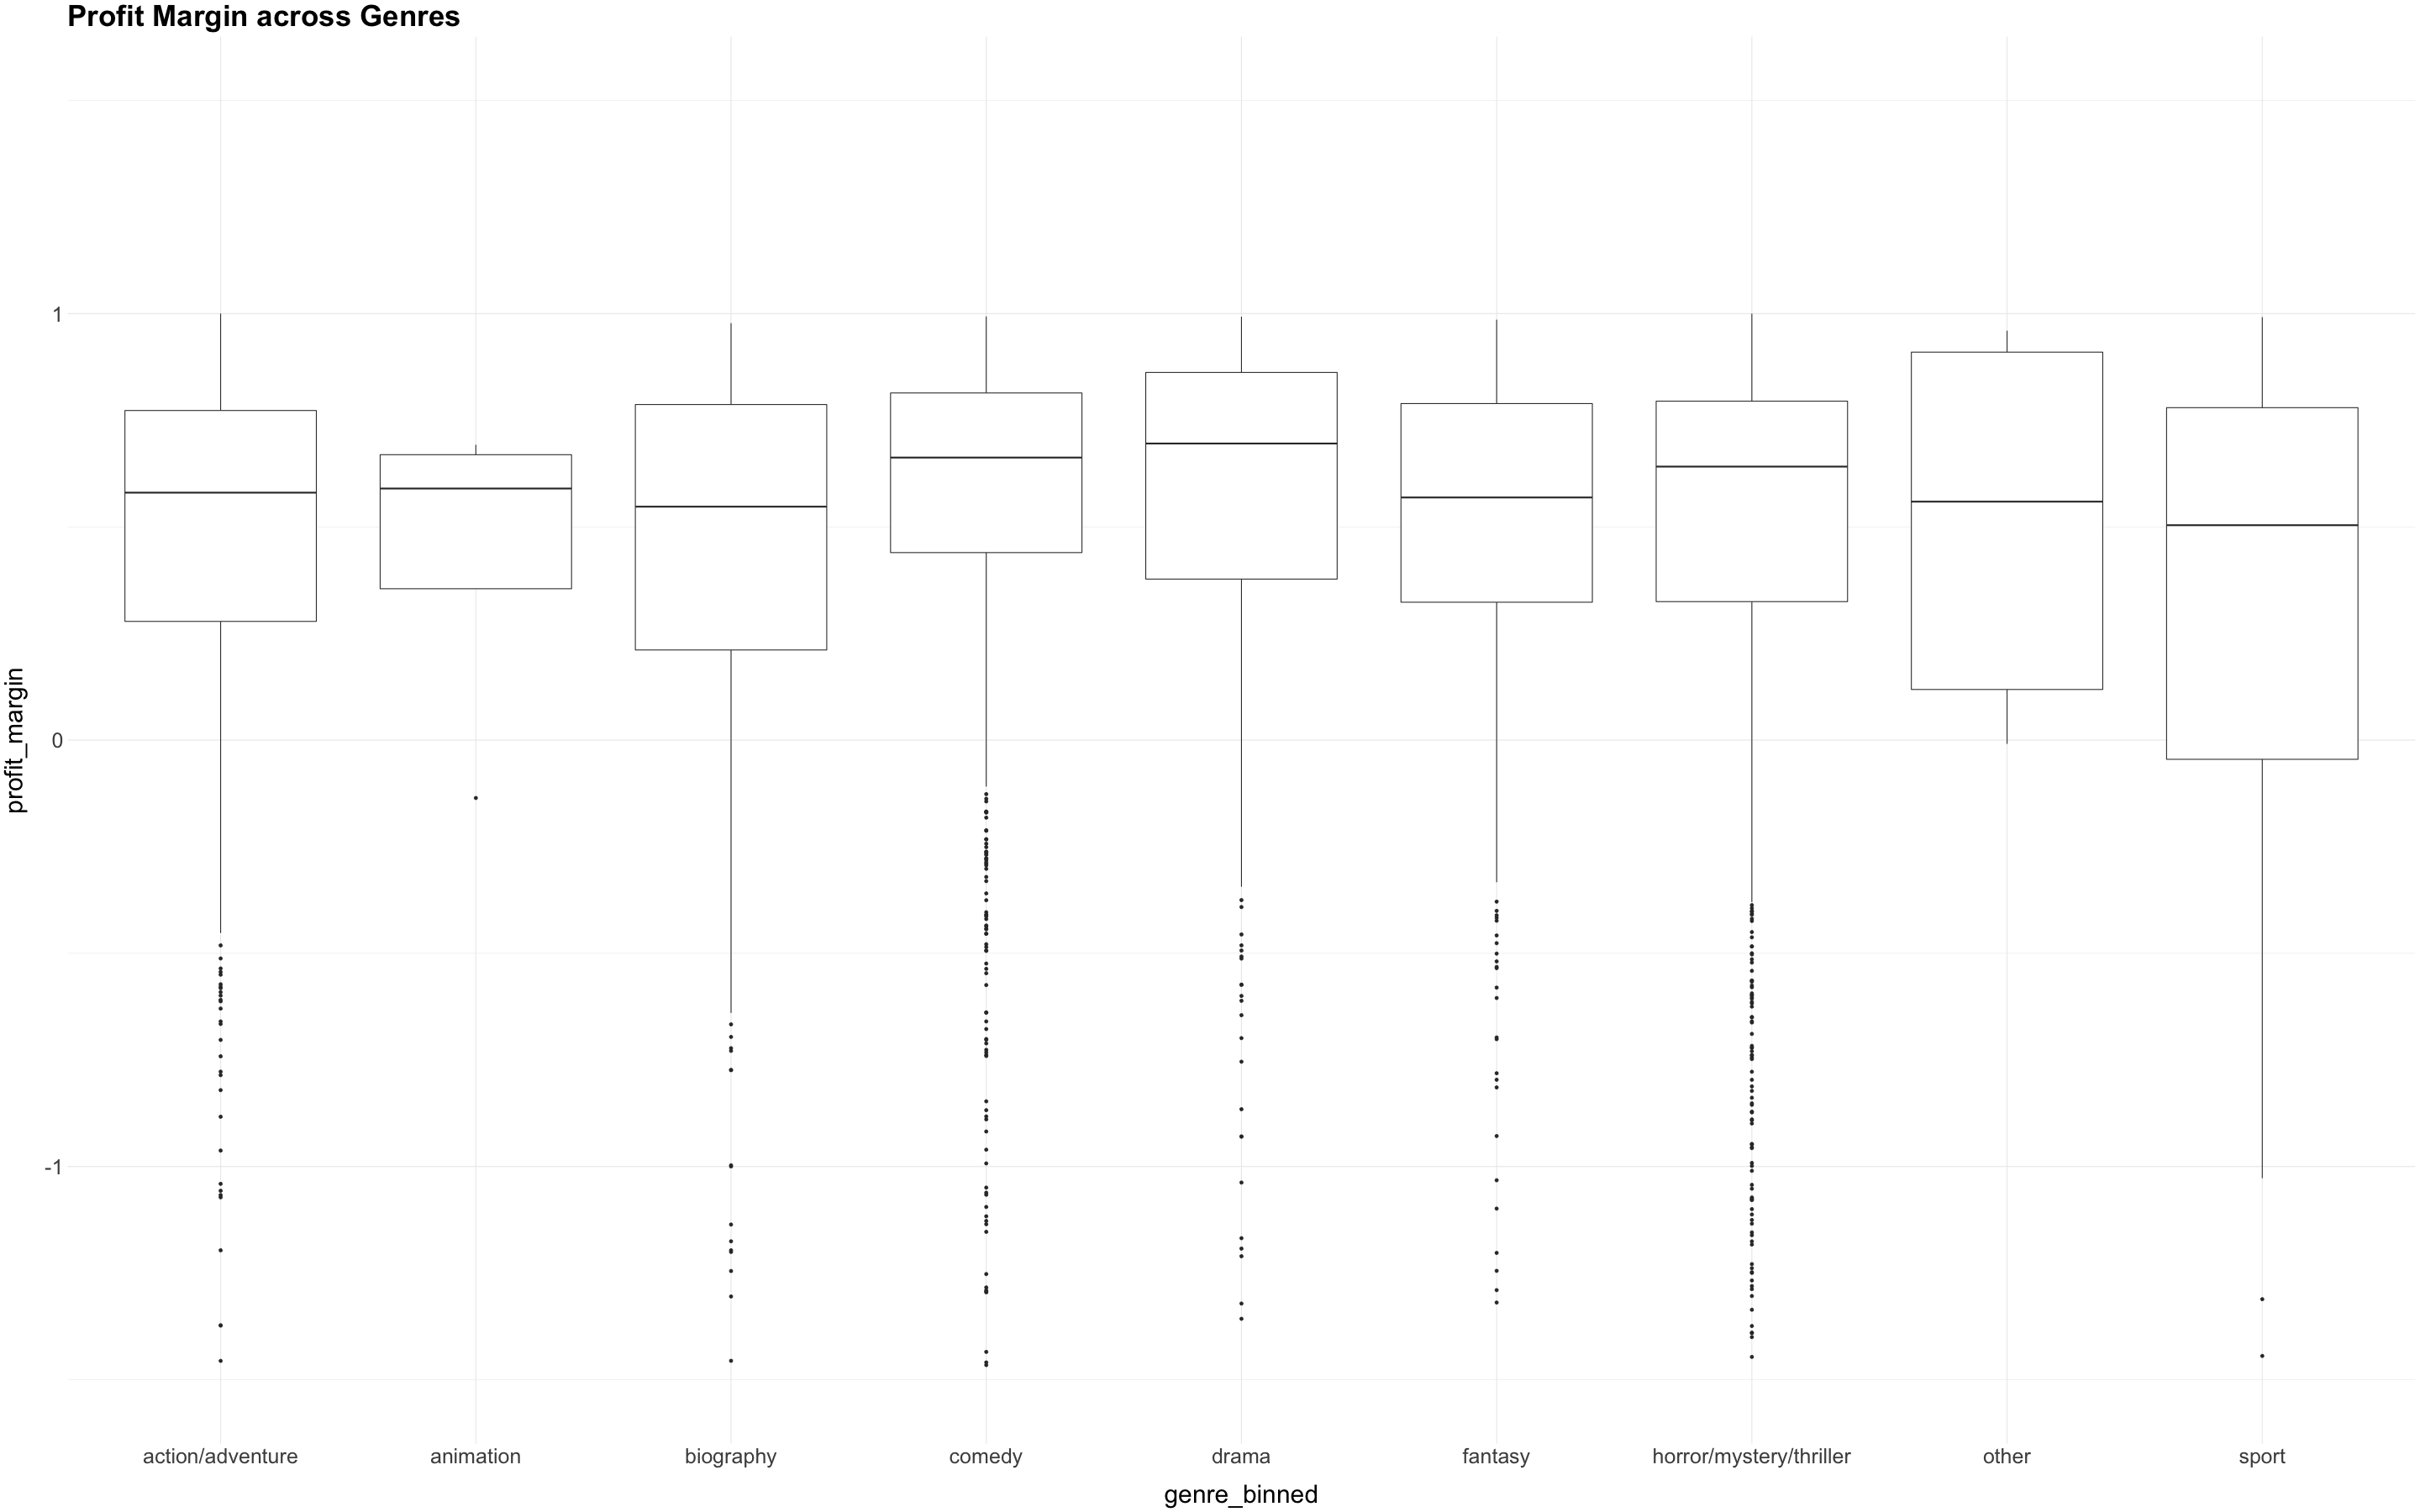 Profit Margin across Genres
profit_margin
1
0
-1
action/adventure animation biography comedy drama fantasy horror/mystery/thriller other sport
genre_binned